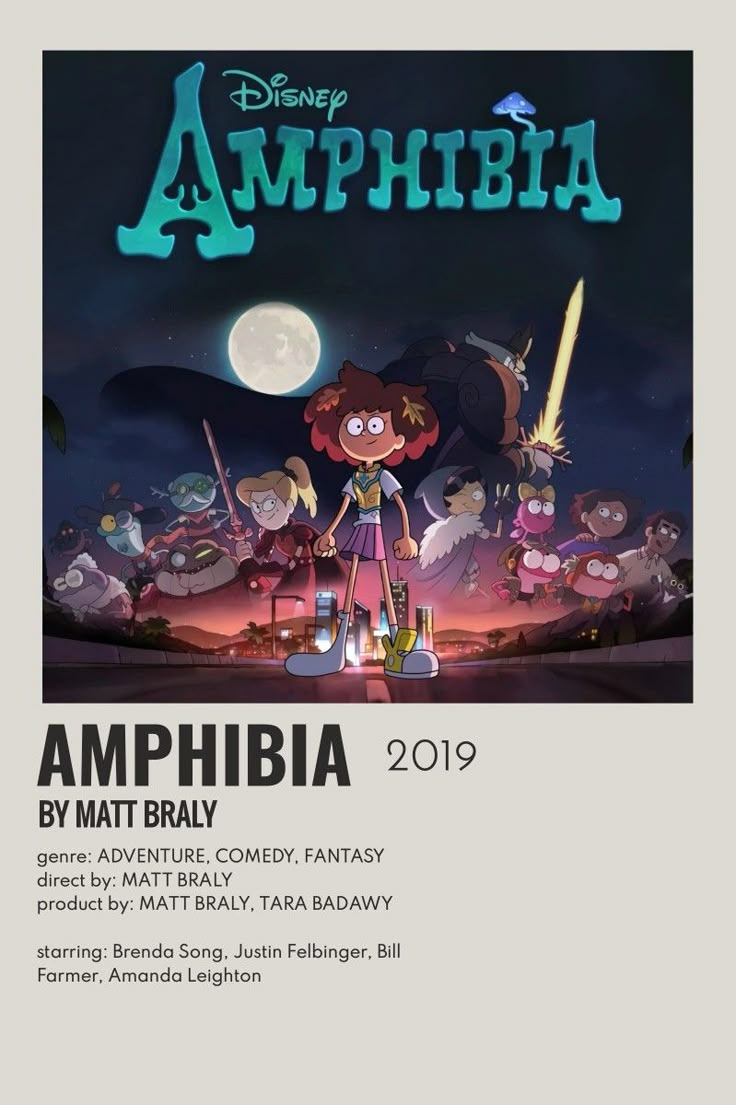 Disney
AMPHIBIA
AMPHIBIA 2019
BY MATT BRALY
genre: ADVENTURE, COMEDY, FANTASY
direct by: MATT BRALY
product by: MATT BRALY, TARA BADAWY
starring: Brenda Song, Justin Felbinger, Bill
Farmer, Amanda Leighton